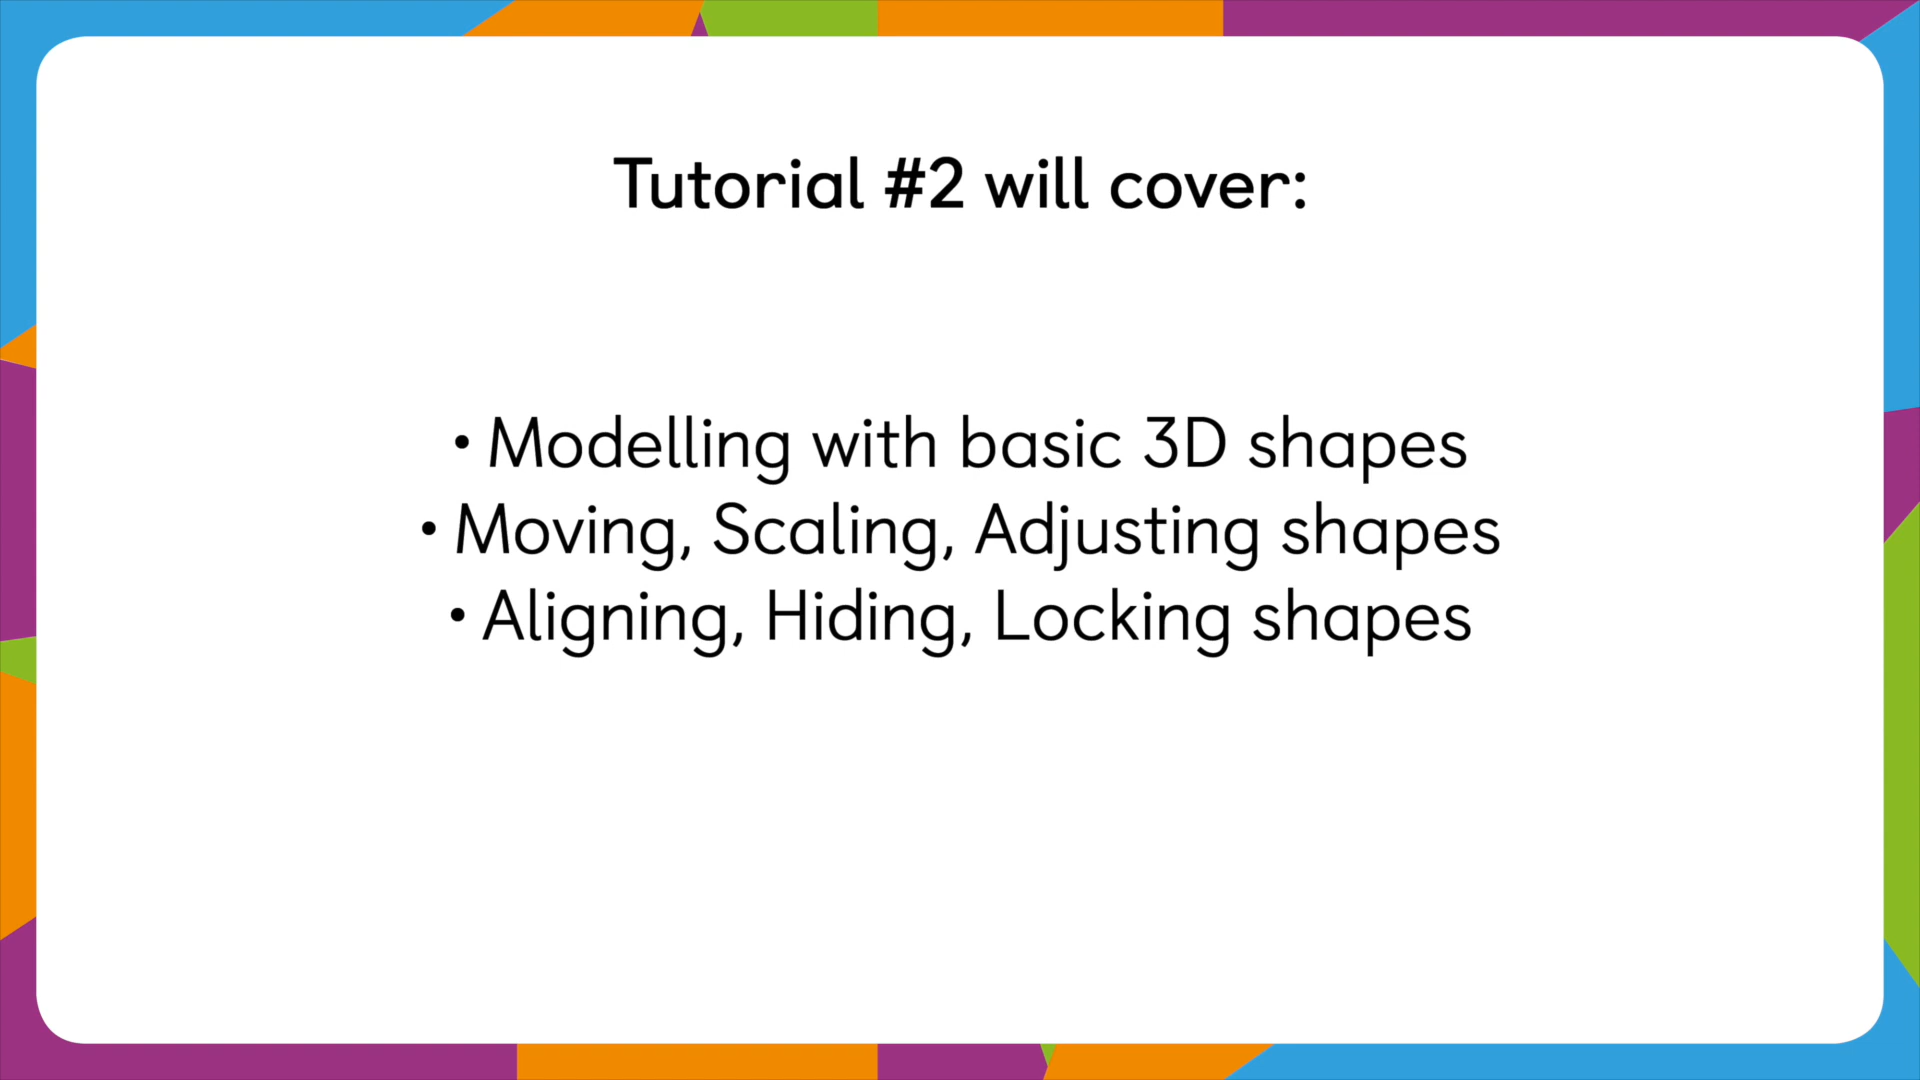 Tutorial #2 will cover:
• Modelling with basic 3D shapes
• Moving, Scaling, Adjusting shapes
• Aligning, Hiding, Locking shapes